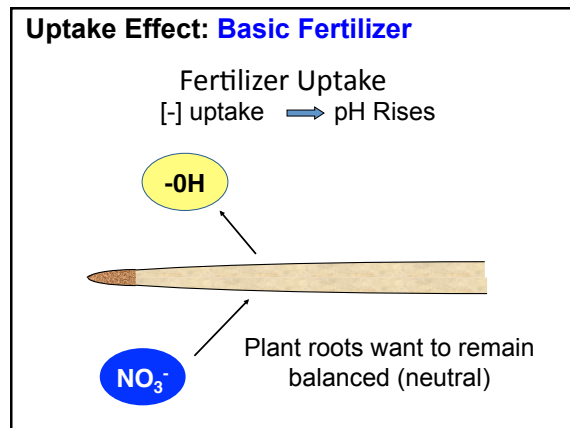 Uptake Effect: Basic Fertilizer
Fertilizer Uptake
[-] uptake pH Rises
-0H
NO₃⁻
Plant roots want to remain
balanced (neutral)